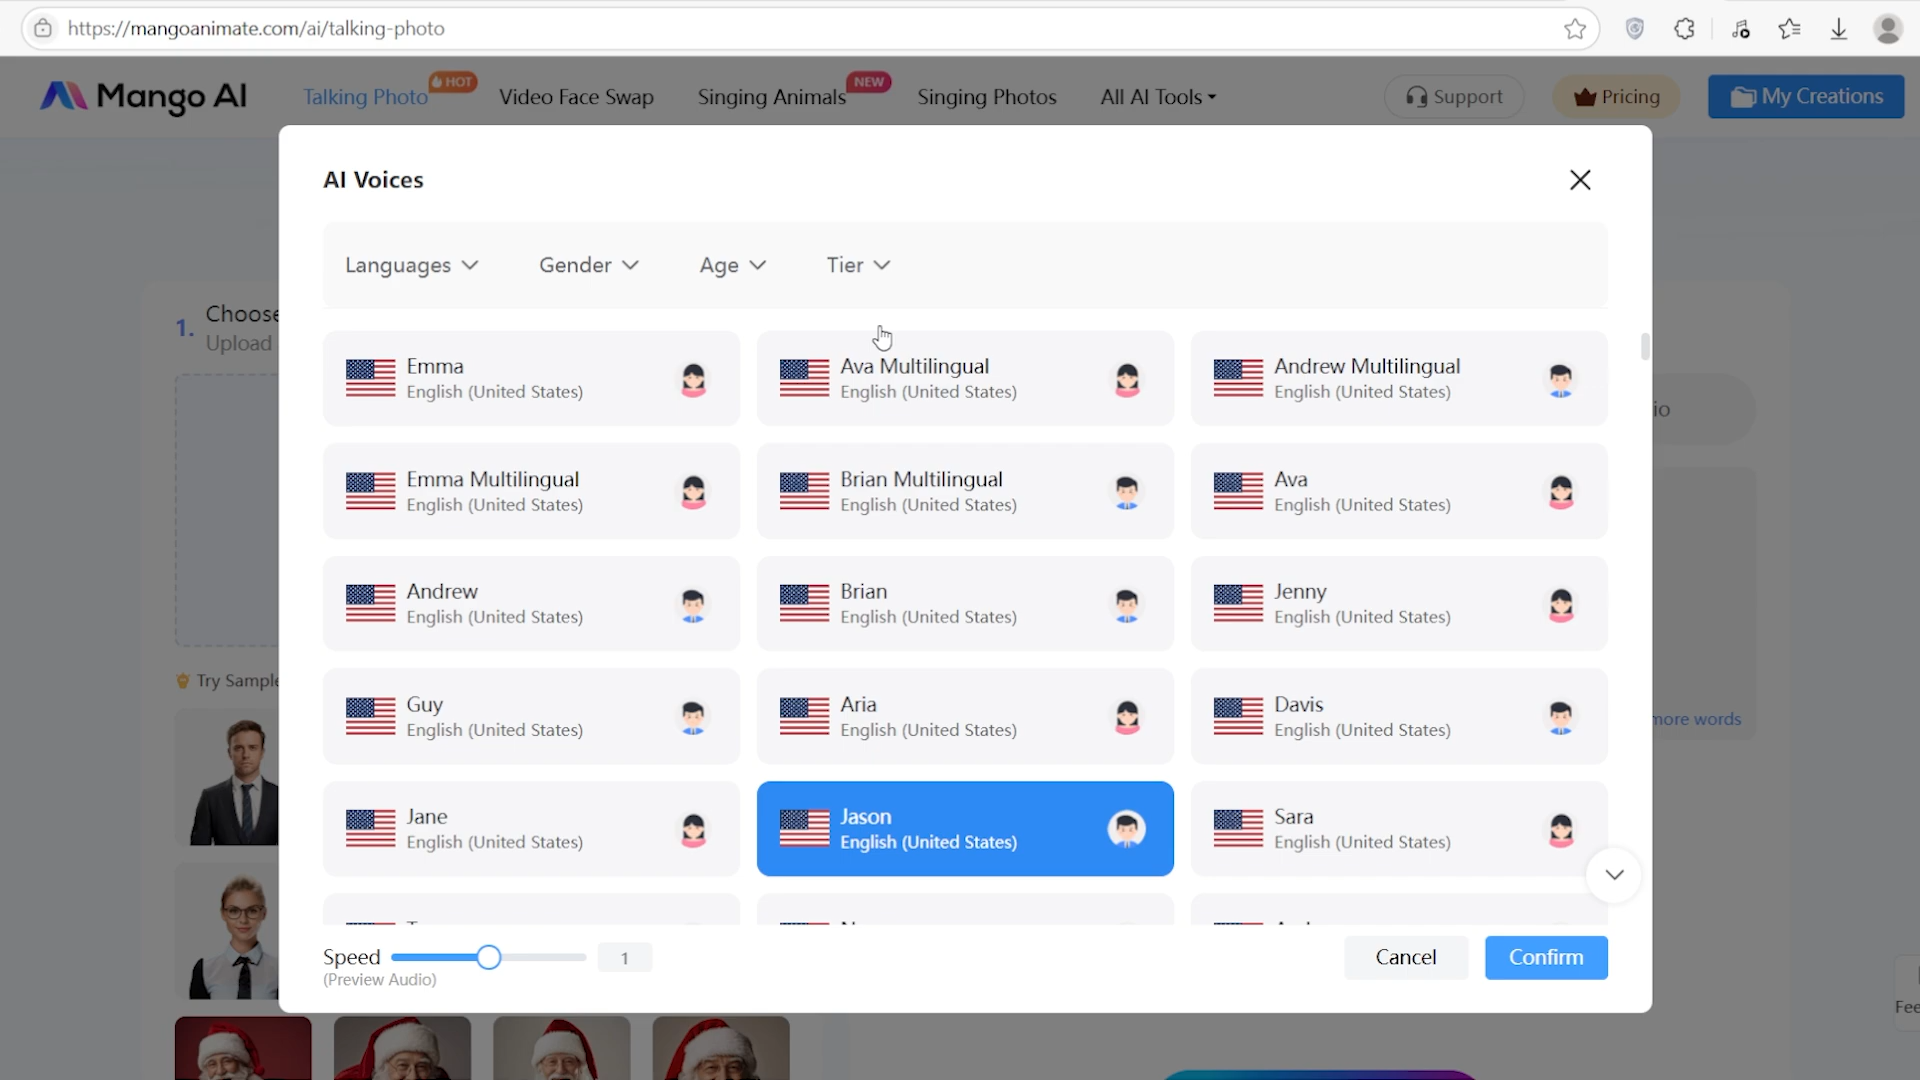 https://mangoanimate.com/ai/talking-photo
Mango AI
Talking Photo
HOT
Video Face Swap
Singing Animals
NEW
Singing Photos
All AI Tools
Support
Pricing
My Creations
AI Voices
Languages
Gender
Age
Tier
1.
Choose
Upload
Emma
English (United States)
Ava Multilingual
English (United States)
Andrew Multilingual
English (United States)
io
Emma Multilingual
English (United States)
Brian Multilingual
English (United States)
Ava
English (United States)
Andrew
English (United States)
Brian
English (United States)
Jenny
English (United States)
Try Sample
Guy
English (United States)
Aria
English (United States)
Davis
English (United States)
more words
Jane
English (United States)
Jason
English (United States)
Sara
English (United States)
Speed
(Preview Audio)
1
Cancel
Confirm
Fee